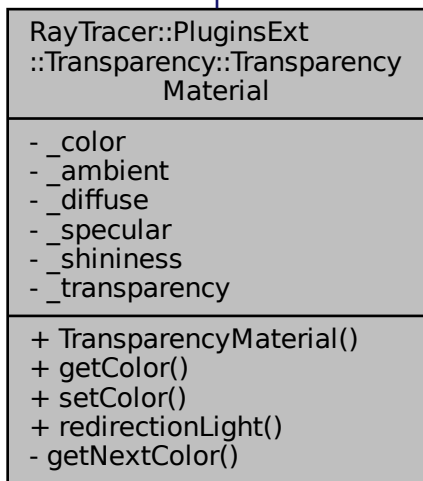 RayTracer::PluginsExt
::Transparency::Transparency
Material
- _color
- _ambient
- _diffuse
- _specular
- _shininess
- _transparency
+ TransparencyMaterial()
+ getColor()
+ setColor()
+ redirectionLight()
- getNextColor()